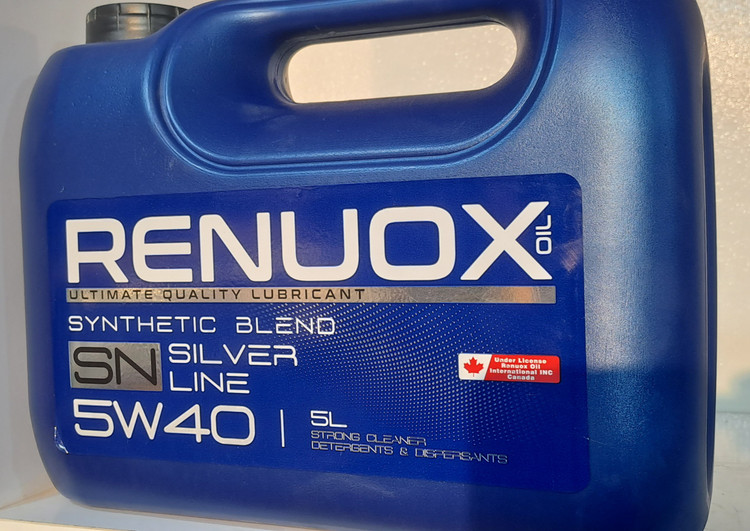 RENUOX OIL
ULTIMATE QUALITY LUBRICANT
SYNTHETIC BLEND
SN SILVER LINE
5W40 | 5L
STRONG CLEANER
DETERGENTS & DISPERSANTS
Under License
Renuox Oil
International INC
Canada